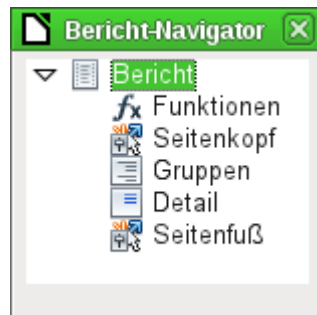 Bericht-Navigator
Bericht
Funktionen
Seitenkopf
Gruppen
Detail
Seitenfuß